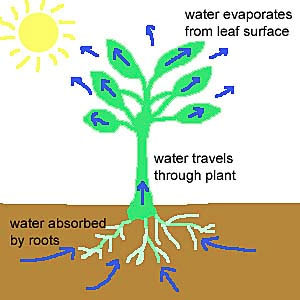 water evaporates
from leaf surface
water travels
through plant
water absorbed
by roots